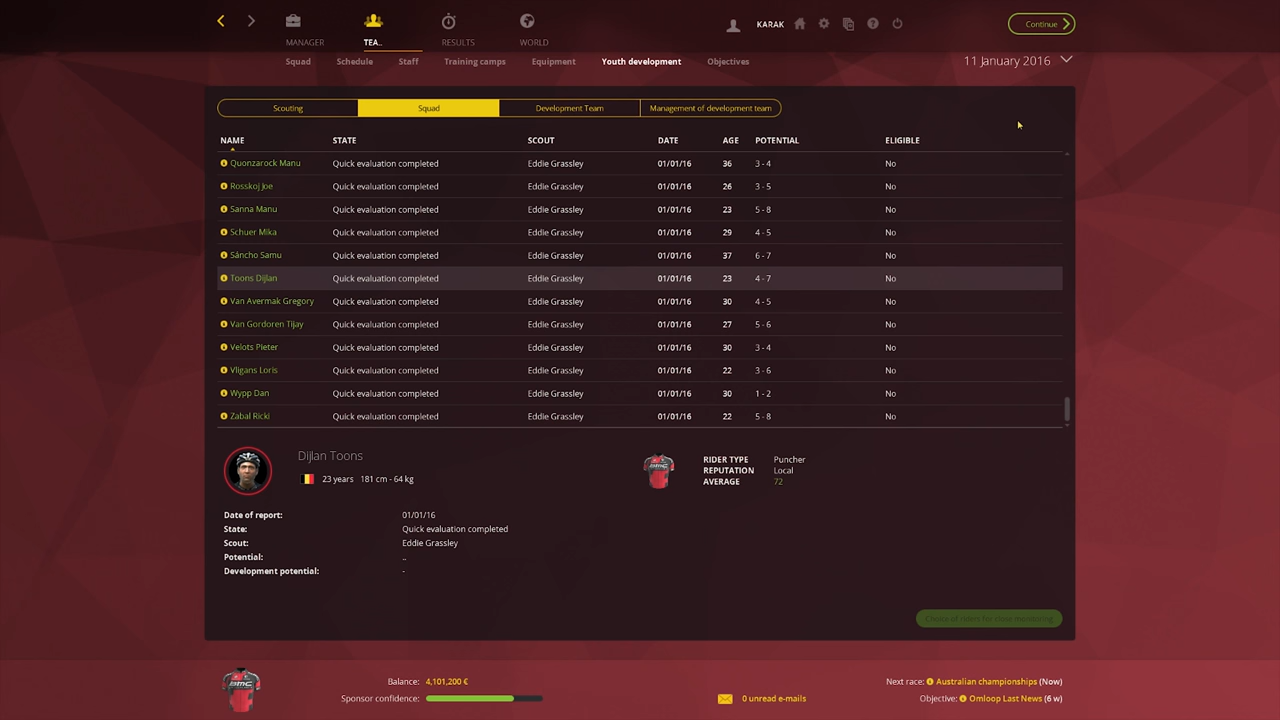 MANAGER TEA.. RESULTS WORLD KARAK Continue
Squad Schedule Staff Training camps Equipment Youth development Objectives 11 January 2016
Scouting Squad Development Team Management of development team
NAME STATE SCOUT DATE AGE POTENTIAL ELIGIBLE
Quonzarock Manu Quick evaluation completed Eddie Grassley 01/01/16 36 3 - 4 No
Rosskoj Joe Quick evaluation completed Eddie Grassley 01/01/16 26 3 - 5 No
Sanna Manu Quick evaluation completed Eddie Grassley 01/01/16 23 5 - 8 No
Schuer Mika Quick evaluation completed Eddie Grassley 01/01/16 29 4 - 5 No
Sáncho Samu Quick evaluation completed Eddie Grassley 01/01/16 37 6 - 7 No
Toons Dijlan Quick evaluation completed Eddie Grassley 01/01/16 23 4 - 7 No
Van Avermak Gregory Quick evaluation completed Eddie Grassley 01/01/16 30 4 - 5 No
Van Gordoren Tijay Quick evaluation completed Eddie Grassley 01/01/16 27 5 - 6 No
Velots Pleter Quick evaluation completed Eddie Grassley 01/01/16 30 3 - 4 No
Vligans Loris Quick evaluation completed Eddie Grassley 01/01/16 22 3 - 6 No
Wypp Dan Quick evaluation completed Eddie Grassley 01/01/16 30 1 - 2 No
Zabal Ricki Quick evaluation completed Eddie Grassley 01/01/16 22 5 - 8 No
Dijlan Toons
23 years 181 cm - 64 kg
RIDER TYPE Puncher
REPUTATION Local
AVERAGE 72
Date of report: 01/01/16
State: Quick evaluation completed
Scout: Eddie Grassley
Potential: ..
Development potential: -
Choice of riders for close monitoring
BMC
Balance: 4,101,200 €
Sponsor confidence:
0 unread e-mails
Next race: Australian championships (Now)
Objective: Omloop Last News (6 w)